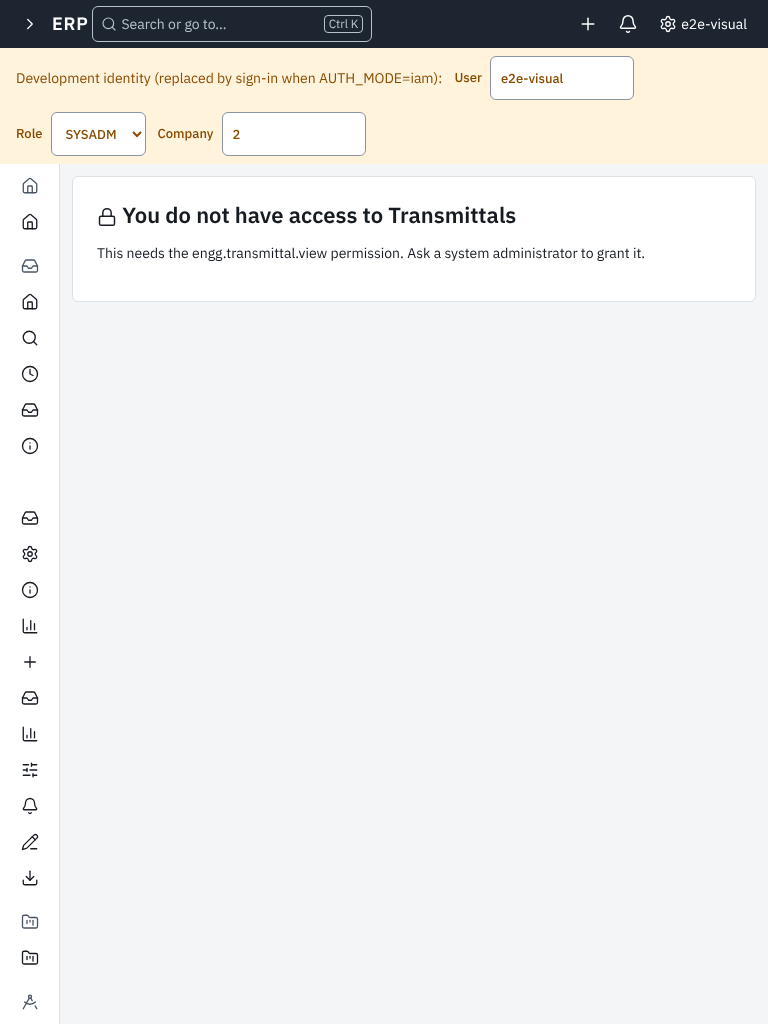 ERP Search or go to... Ctrl K e2e-visual
Development identity (replaced by sign-in when AUTH_MODE=iam): User e2e-visual
Role SYSADM Company 2
You do not have access to Transmittals
This needs the engg.transmittal.view permission. Ask a system administrator to grant it.